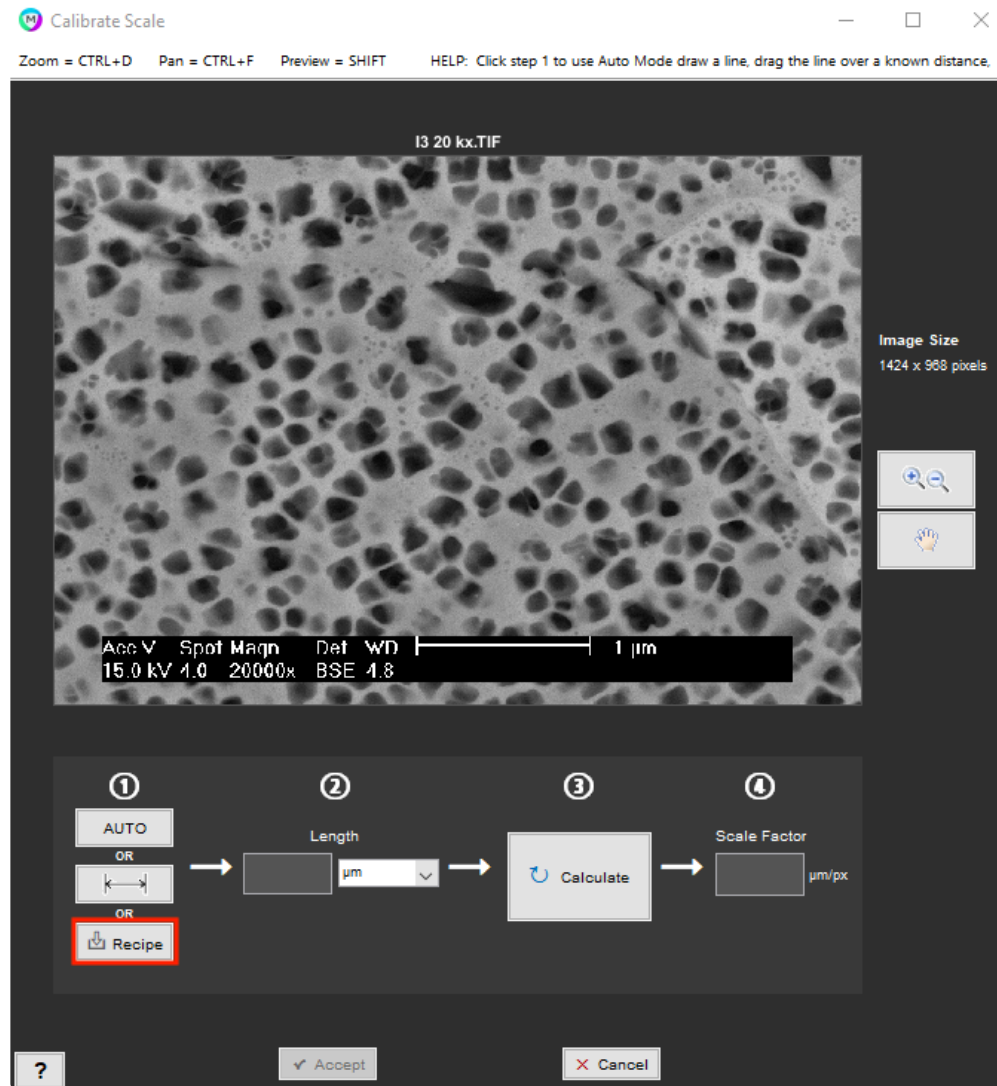 Calibrate Scale
Zoom = CTRL+D Pan = CTRL+F Preview = SHIFT HELP: Click step 1 to use Auto Mode draw a line, drag the line over a known distance,
I3 20 kx.TIF
Image Size
1424 x 968 pixels
Acc.V Spot Magn Det WD 1 µm
15.0 kV 4.0 20000x BSE 4.8
① ② ③ ④
AUTO
OR
Length
µm
Calculate
Scale Factor
µm/px
OR
Recipe
? Accept Cancel